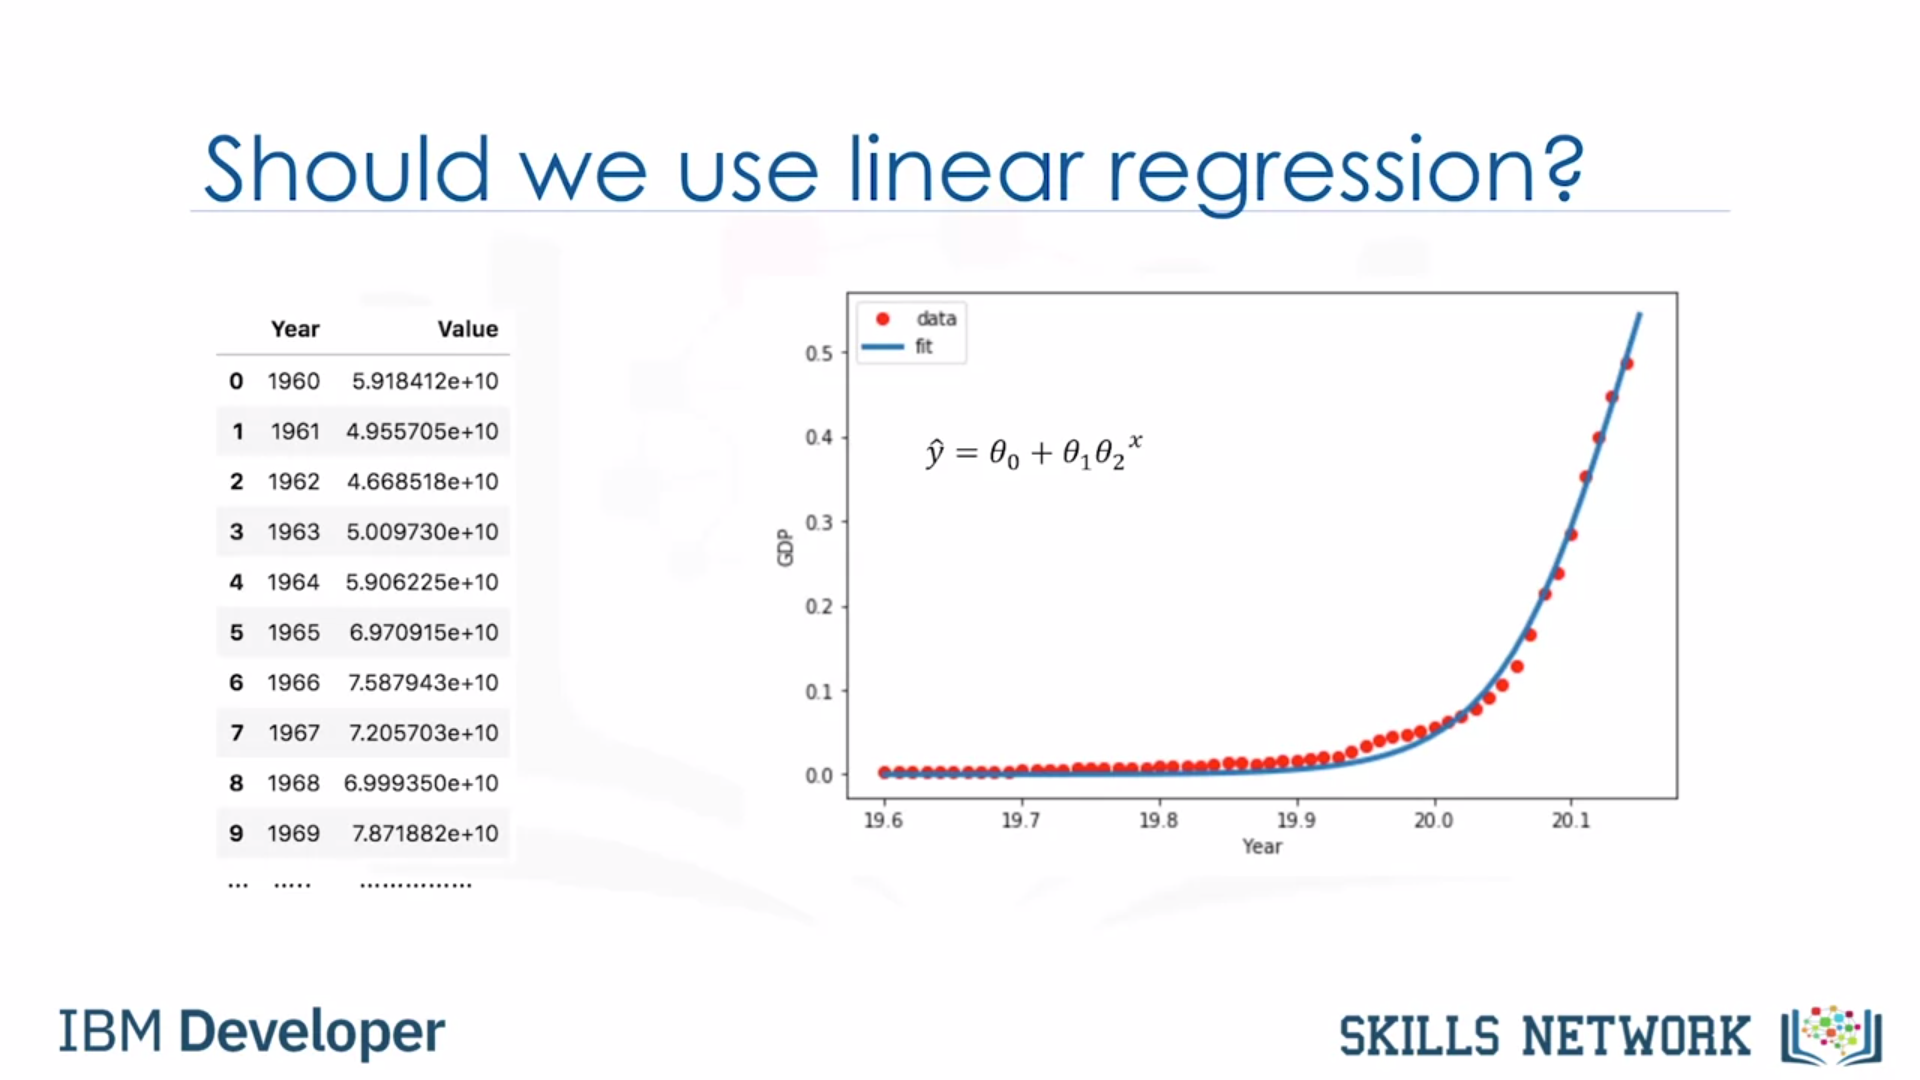 Should we use linear regression?
Year Value
0 1960 5.918412e+10
1 1961 4.955705e+10
2 1962 4.668518e+10
3 1963 5.009730e+10
4 1964 5.906225e+10
5 1965 6.970915e+10
6 1966 7.587943e+10
7 1967 7.205703e+10
8 1968 6.999350e+10
9 1969 7.871882e+10
... ..... ...............
data
fit
ŷ = θ₀ + θ₁θ₂ˣ
GDP
0.5
0.4
0.3
0.2
0.1
0.0
19.6 19.7 19.8 19.9 20.0 20.1
Year
IBM Developer
SKILLS NETWORK